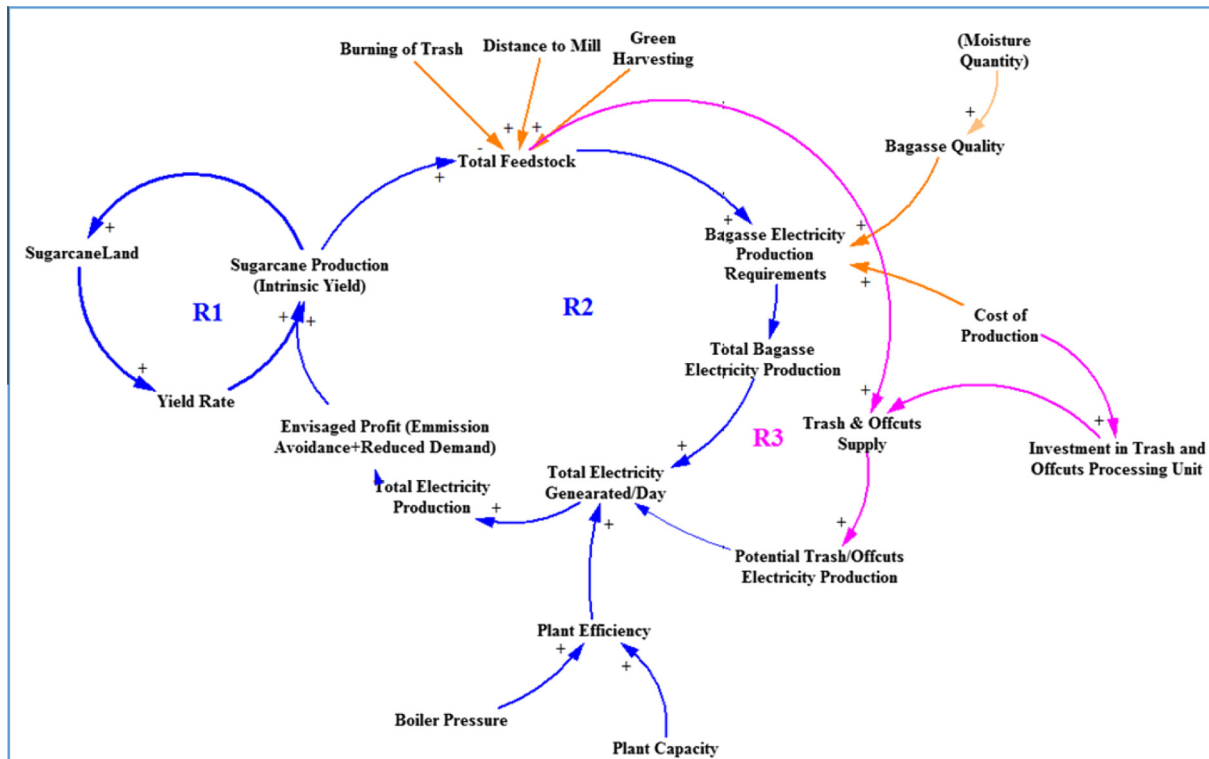 Burning of Trash
Distance to Mill
Green
Harvesting
(Moisture
Quantity)
+
+
+
-
Total Feedstock
+
Bagasse Quality
+
+
+
+
Bagasse Electricity
Production
Requirements
+
SugarcaneLand
Sugarcane Production
(Intrinsic Yield)
R1
+
+
R2
Cost of
Production
Total Bagasse
Electricity Production
+
Yield Rate
+
+
Envisaged Profit (Emmission
Avoidance+Reduced Demand)
R3
Trash & Offcuts
Supply
Investment in Trash and
Offcuts Processing Unit
+
Total Electricity
Genearated/Day
Total Electricity
Production
+
+
+
Potential Trash/Offcuts
Electricity Production
Plant Efficiency
+
+
Boiler Pressure
Plant Capacity